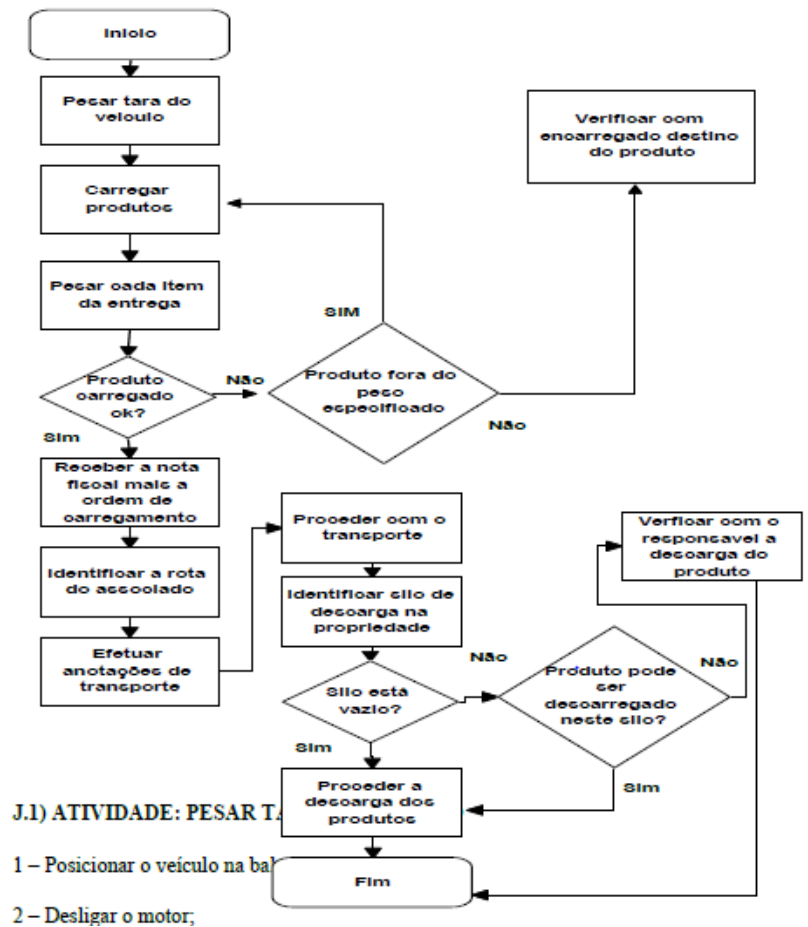 Inicio
Pesar tara do
veiculo
Carregar
produtos
Pesar cada item
da entrega
Produto
carregado
ok?
Não
Sim
Produto fora do
peso
especificado
SIM
Não
Verificar com
encarregado destino
do produto
Receber a nota
fiscal mais a
ordem de
carregamento
Identificar a rota
do associado
Efetuar
anotações de
transporte
Proceder com o
transporte
Identificar silo de
descarga na
propriedade
Silo está
vazio?
Não
Sim
Produto pode
ser
descarregado
neste silo?
Não
Sim
Verficar com o
responsavel a
descarga do
produto
Proceder a
descarga dos
produtos
Fim
J.1) ATIVIDADE: PESAR
1 – Posicionar o veículo na
2 – Desligar o motor;